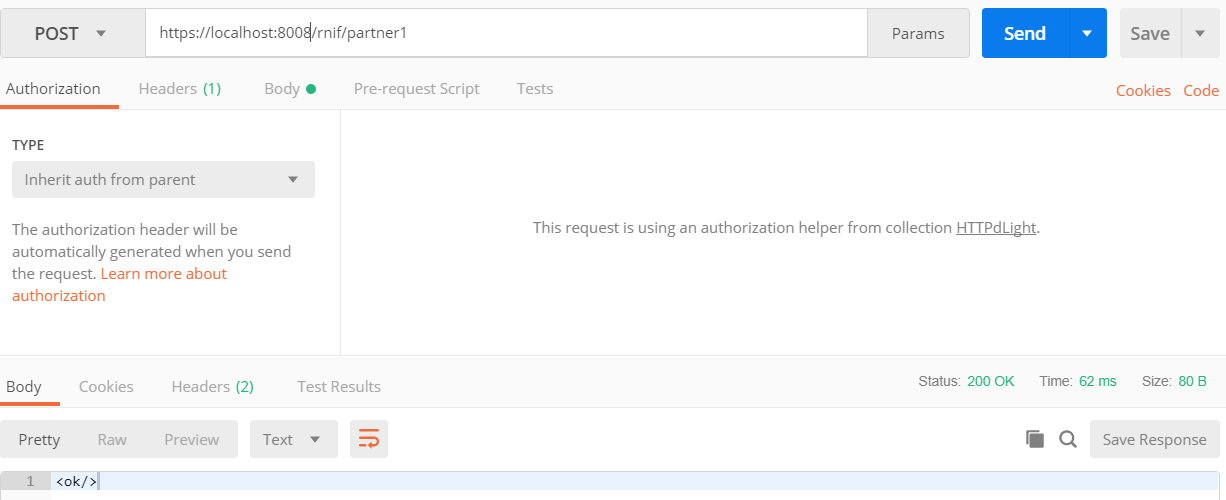 POST https://localhost:8008/rnif/partner1 Params Send Save
Authorization Headers (1) Body Pre-request Script Tests Cookies Code
TYPE
Inherit auth from parent
The authorization header will be
automatically generated when you send
the request. Learn more about
authorization
This request is using an authorization helper from collection HTTPdLight.
Body Cookies Headers (2) Test Results Status: 200 OK Time: 62 ms Size: 80 B
Pretty Raw Preview Text Save Response
1 <ok/>